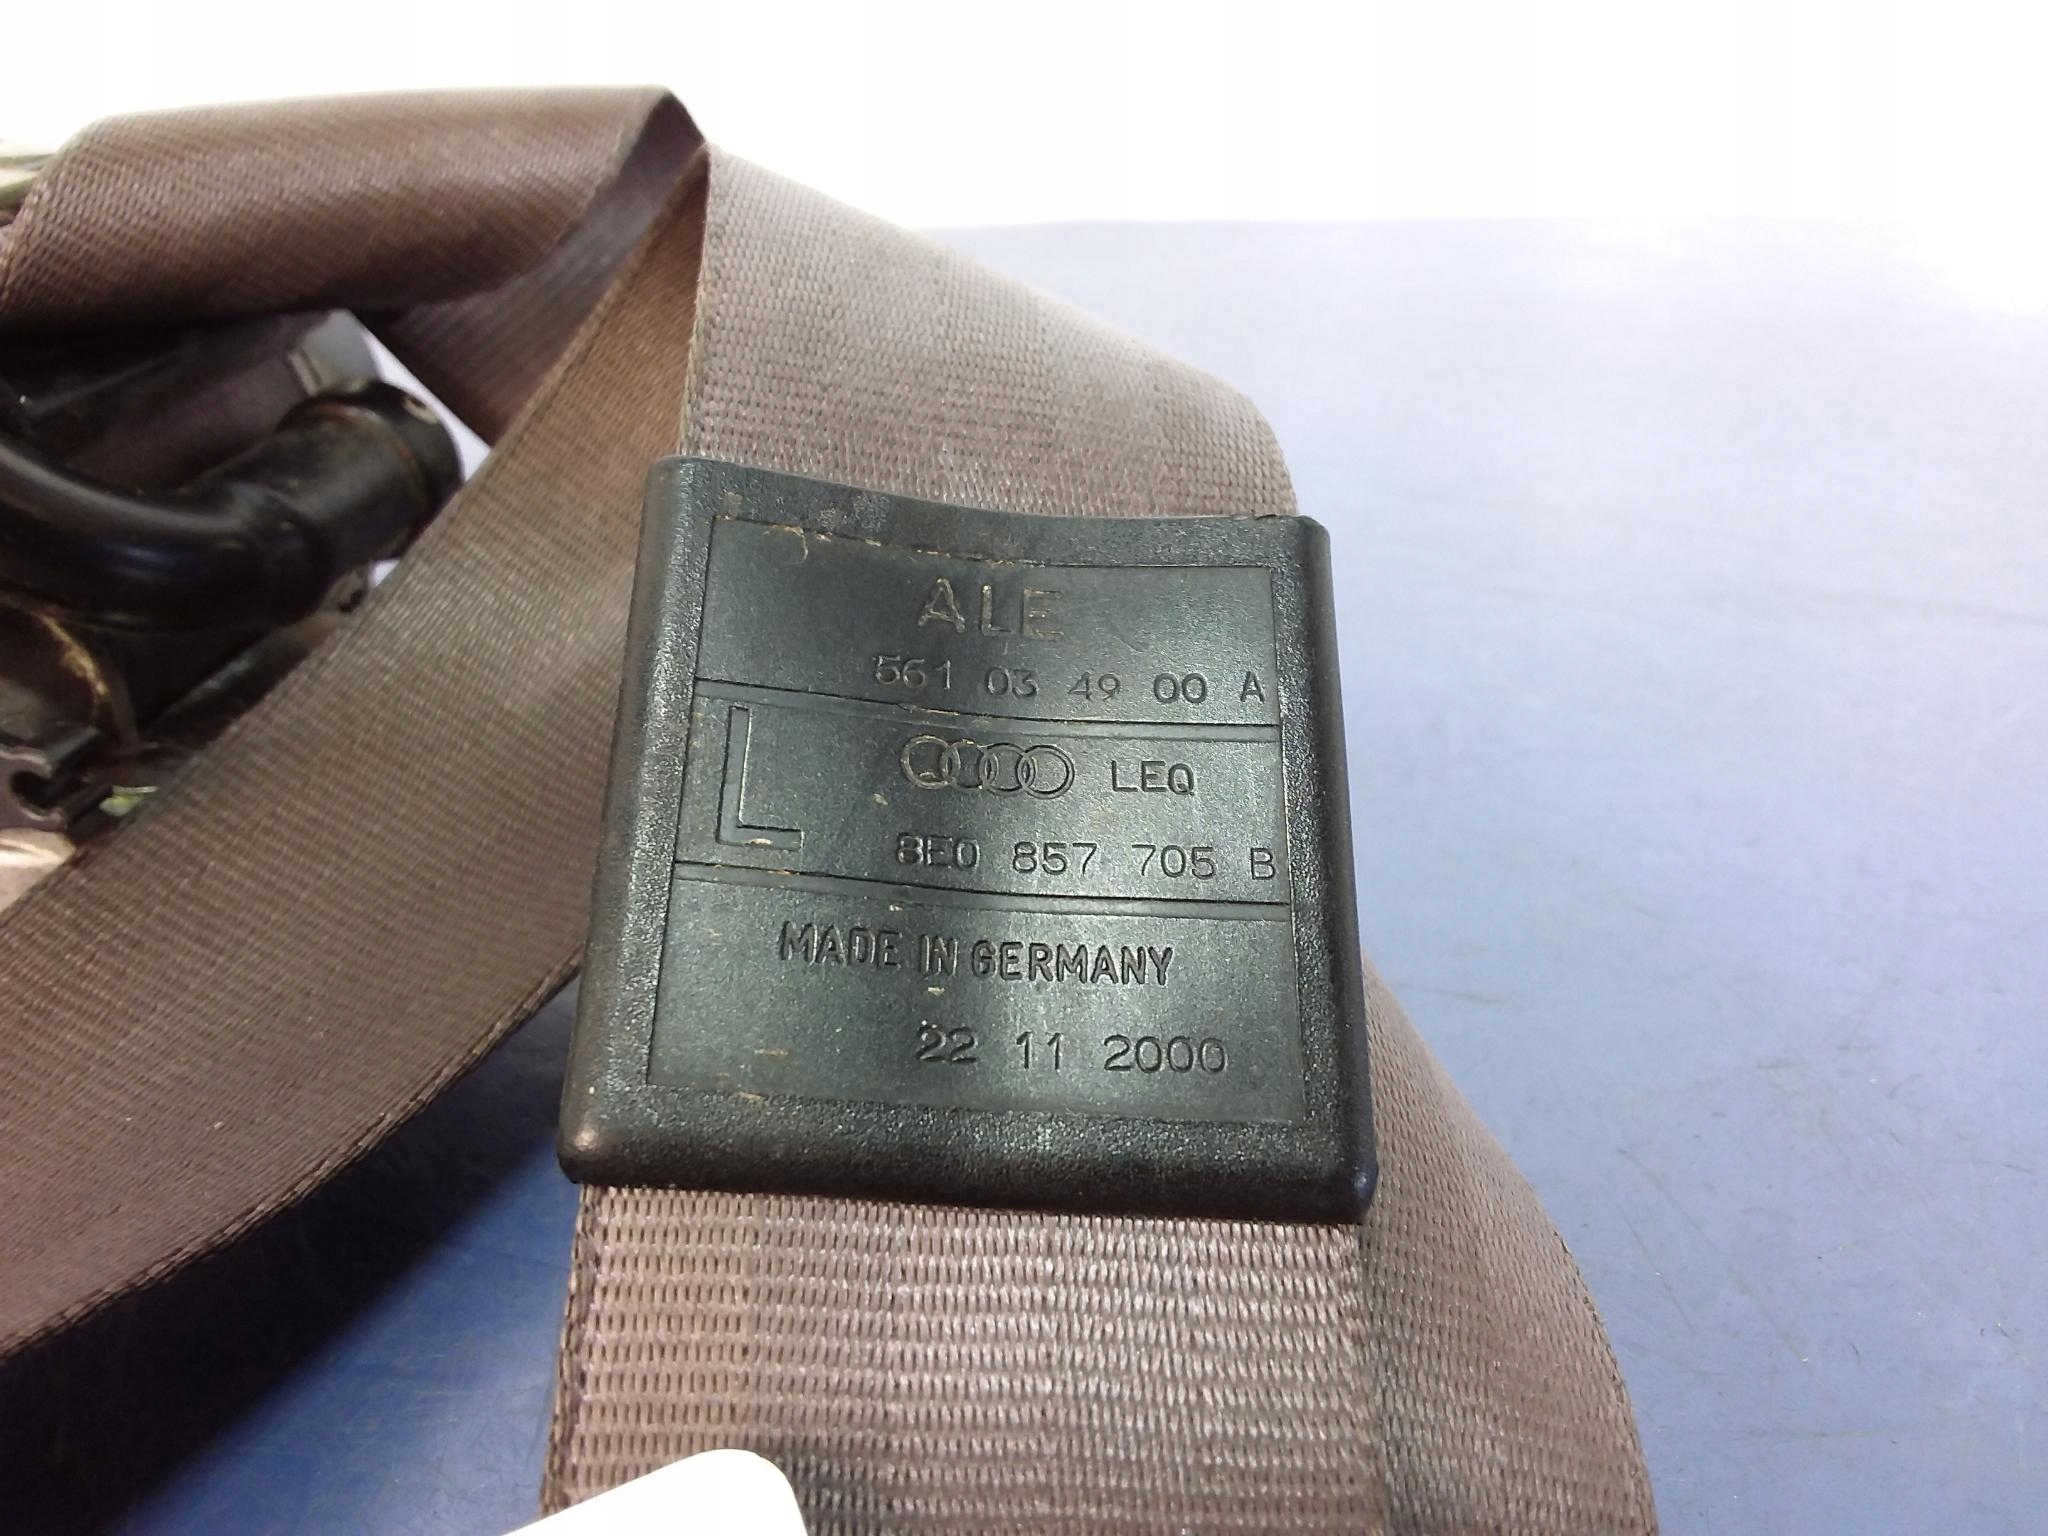 ALE
561 03 49 00 A
L
LEQ
8E0 857 705 B
MADE IN GERMANY
22 11 2000